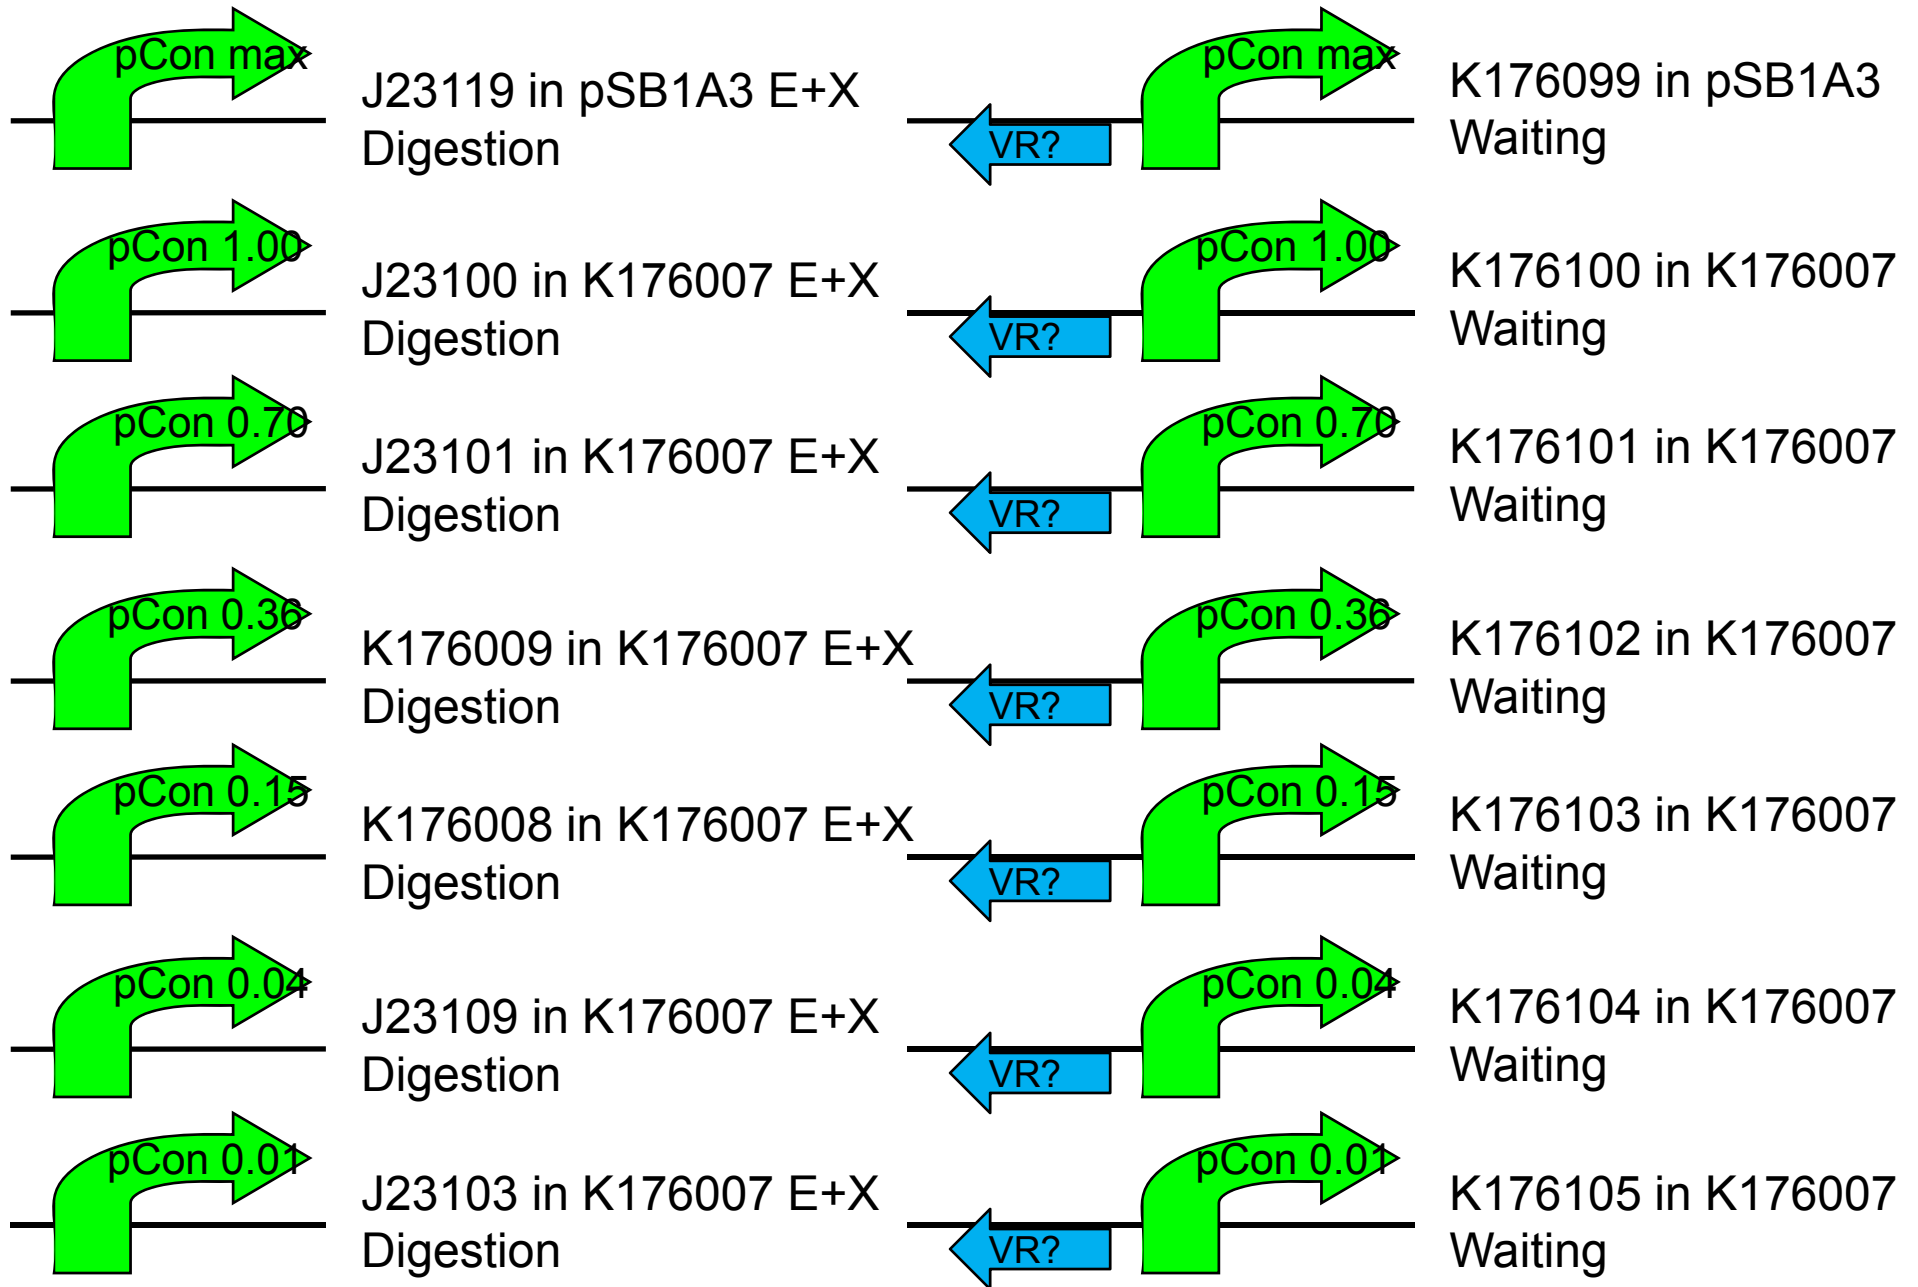 pCon max
J23119 in pSB1A3 E+X
Digestion
VR?
pCon max
K176099 in pSB1A3
Waiting
pCon 1.00
J23100 in K176007 E+X
Digestion
VR?
pCon 1.00
K176100 in K176007
Waiting
pCon 0.70
J23101 in K176007 E+X
Digestion
VR?
pCon 0.70
K176101 in K176007
Waiting
pCon 0.36
K176009 in K176007 E+X
Digestion
VR?
pCon 0.36
K176102 in K176007
Waiting
pCon 0.15
K176008 in K176007 E+X
Digestion
VR?
pCon 0.15
K176103 in K176007
Waiting
pCon 0.04
J23109 in K176007 E+X
Digestion
VR?
pCon 0.04
K176104 in K176007
Waiting
pCon 0.01
J23103 in K176007 E+X
Digestion
VR?
pCon 0.01
K176105 in K176007
Waiting